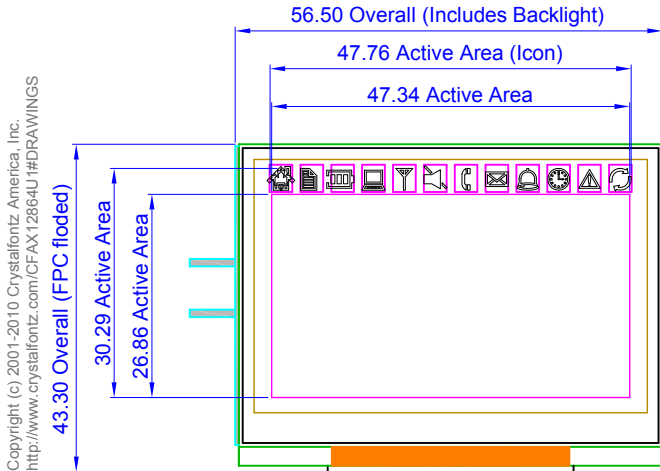 56.50 Overall (Includes Backlight)
47.76 Active Area (Icon)
47.34 Active Area
Copyright (c) 2001-2010 Crystalfontz America, Inc.
http://www.crystalfontz.com/CFAX12864U1#DRAWINGS
43.30 Overall (FPC floded)
30.29 Active Area
26.86 Active Area